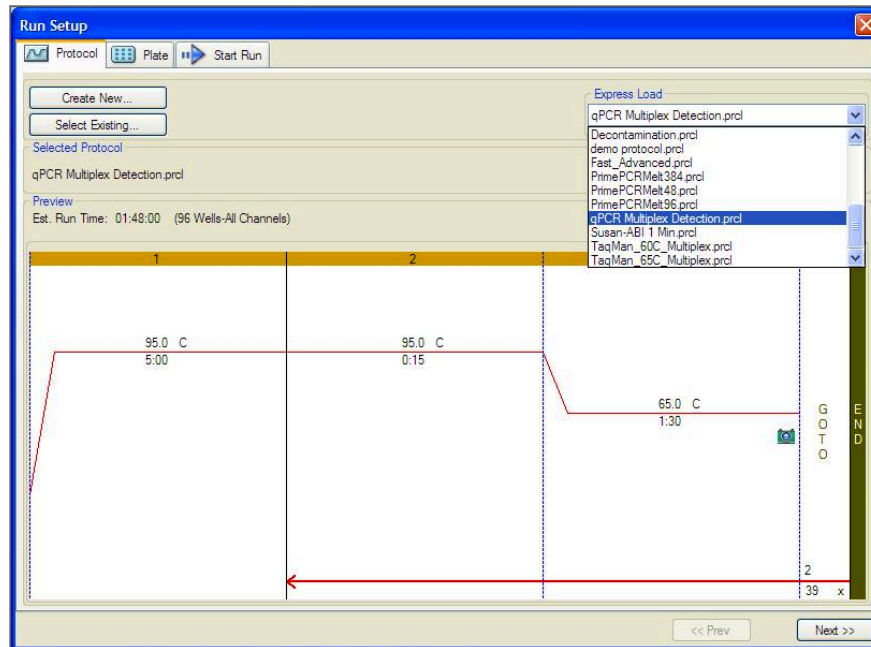 Run Setup
Protocol
Plate
Start Run
Create New...
Select Existing...
Express Load
qPCR Multiplex Detection.prcl
Decontamination.prcl
demo protocol.prcl
Fast_Advanced.prcl
PrimePCRMelt384.prcl
PrimePCRMelt48.prcl
PrimePCRMelt96.prcl
qPCR Multiplex Detection.prcl
Susan-ABI 1 Min.prcl
TaqMan_60C_Multiplex.prcl
TaqMan_65C_Multiplex.prcl
Selected Protocol
qPCR Multiplex Detection.prcl
Preview
Est. Run Time: 01:48:00 (96 Wells-All Channels)
1
2
95.0 C
5:00
95.0 C
0:15
65.0 C
1:30
GOTO
END
2
39 x
<< Prev
Next >>